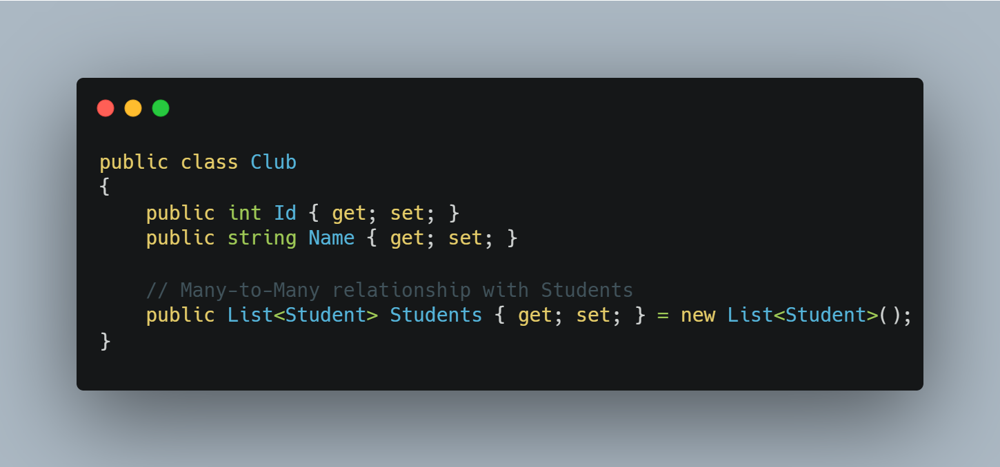 public class Club
{
    public int Id { get; set; }
    public string Name { get; set; }

    // Many-to-Many relationship with Students
    public List<Student> Students { get; set; } = new List<Student>();
}